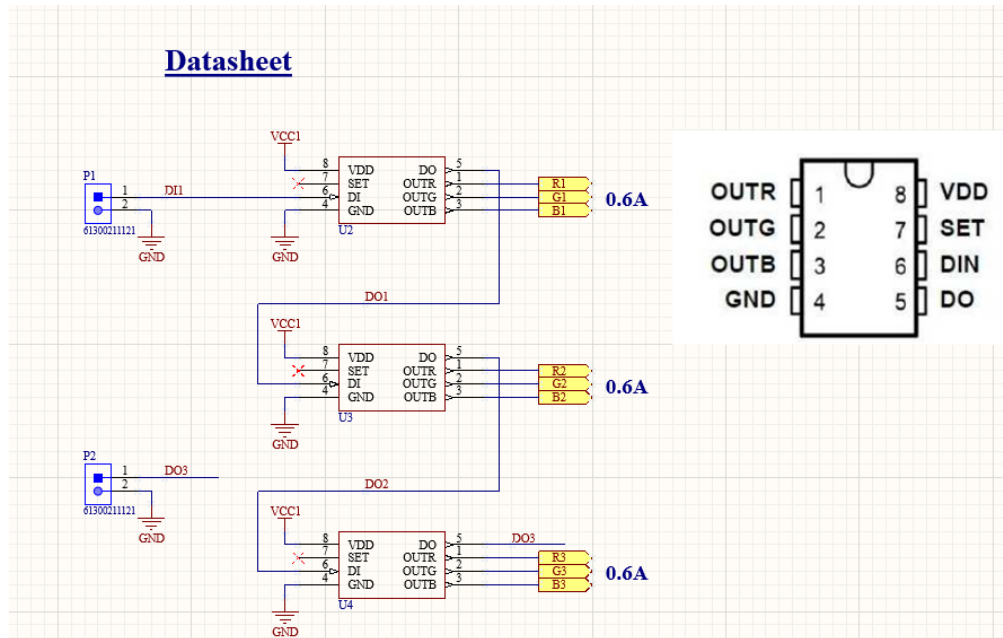 Datasheet
VCC1
P1
1
2
DI1
61300211121
GND
8 VDD DO 5
7 SET OUTR 1
6 DI OUTG 2
4 GND OUTB 3
U2
GND
R1
G1
B1
0.6A
DO1
VCC1
8 VDD DO 5
7 SET OUTR 1
6 DI OUTG 2
4 GND OUTB 3
U3
GND
R2
G2
B2
0.6A
P2
1
2
DO3
61300211121
GND
DO2
VCC1
8 VDD DO 5
7 SET OUTR 1
6 DI OUTG 2
4 GND OUTB 3
U4
GND
DO3
R3
G3
B3
0.6A
OUTR 1 8 VDD
OUTG 2 7 SET
OUTB 3 6 DIN
GND 4 5 DO